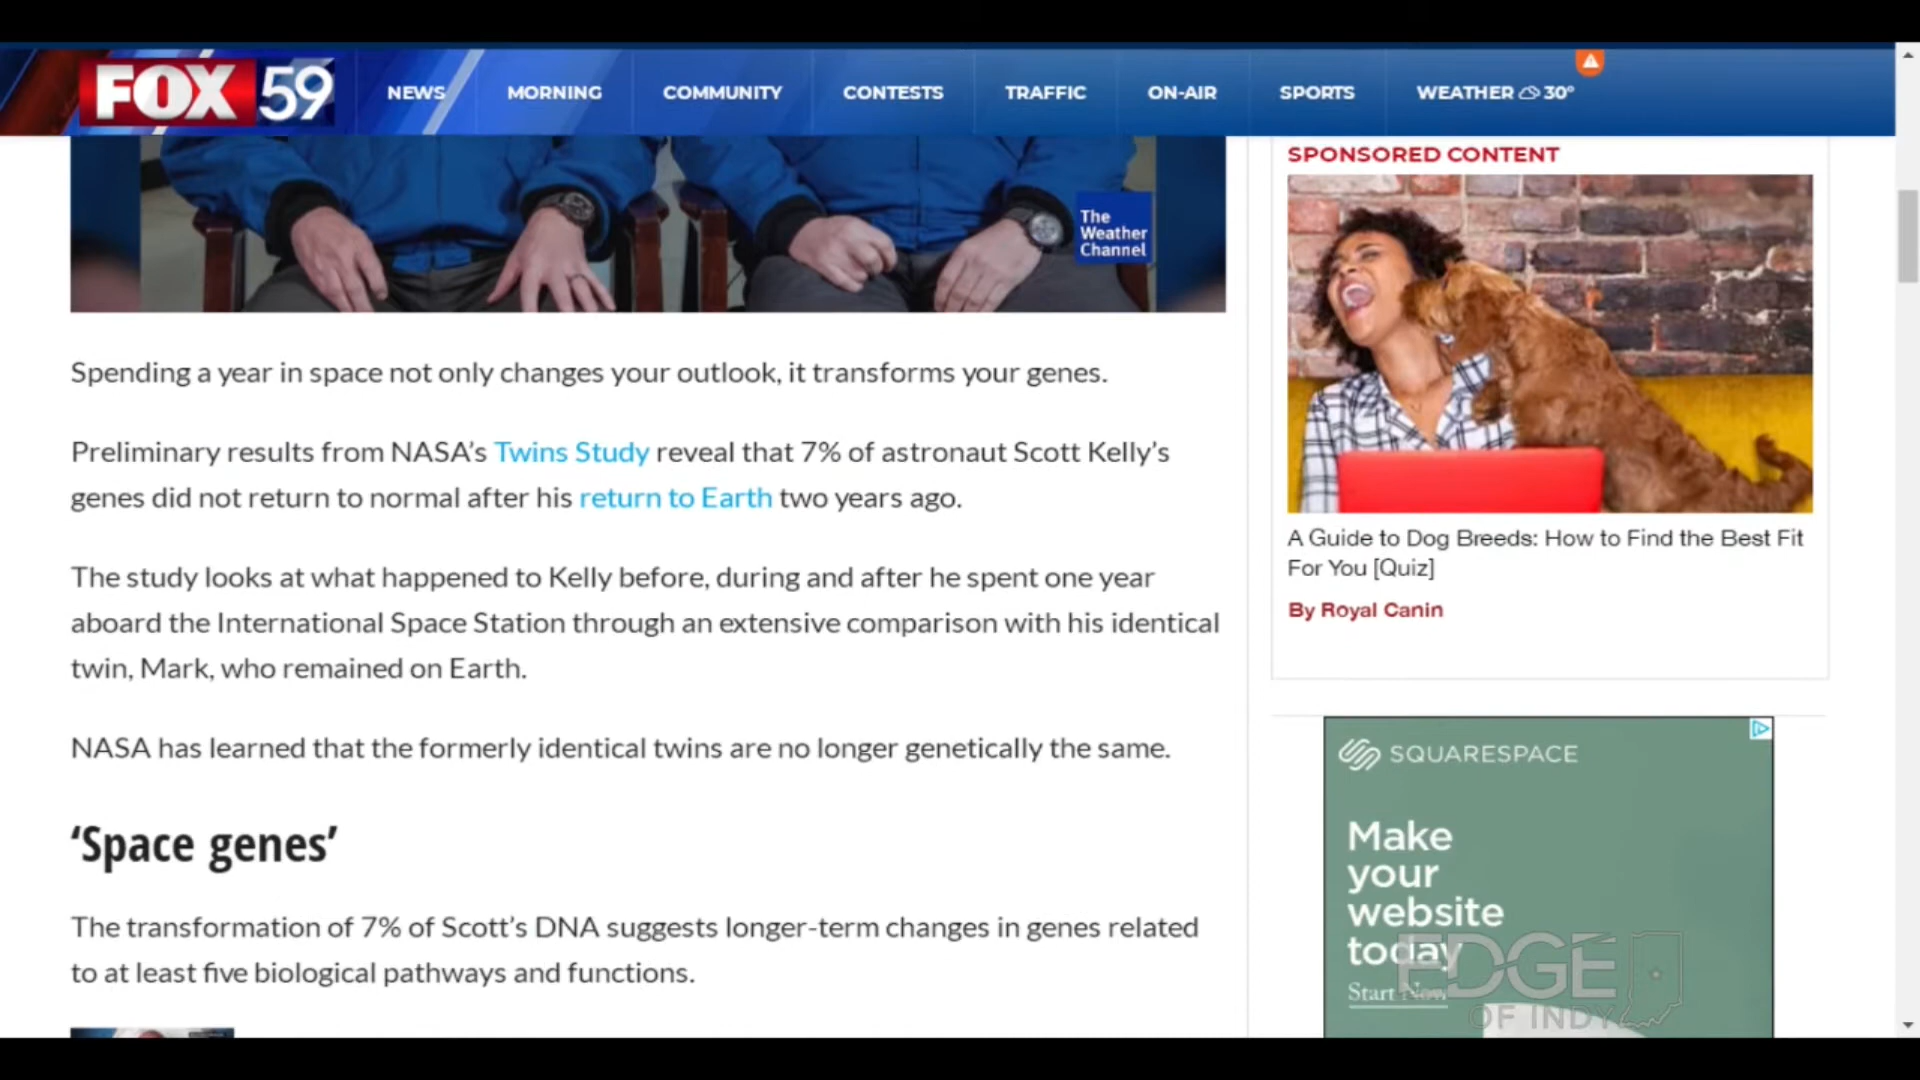 FOX 59
NEWS
MORNING
COMMUNITY
CONTESTS
TRAFFIC
ON-AIR
SPORTS
WEATHER 30°
The
Weather
Channel
Spending a year in space not only changes your outlook, it transforms your genes.
Preliminary results from NASA’s Twins Study reveal that 7% of astronaut Scott Kelly’s
genes did not return to normal after his return to Earth two years ago.
The study looks at what happened to Kelly before, during and after he spent one year
aboard the International Space Station through an extensive comparison with his identical
twin, Mark, who remained on Earth.
NASA has learned that the formerly identical twins are no longer genetically the same.
‘Space genes’
The transformation of 7% of Scott’s DNA suggests longer-term changes in genes related
to at least five biological pathways and functions.
SPONSORED CONTENT
A Guide to Dog Breeds: How to Find the Best Fit
For You [Quiz]
By Royal Canin
SQUARESPACE
Make
your
website
today
Start Now
EDGE
OF INDY